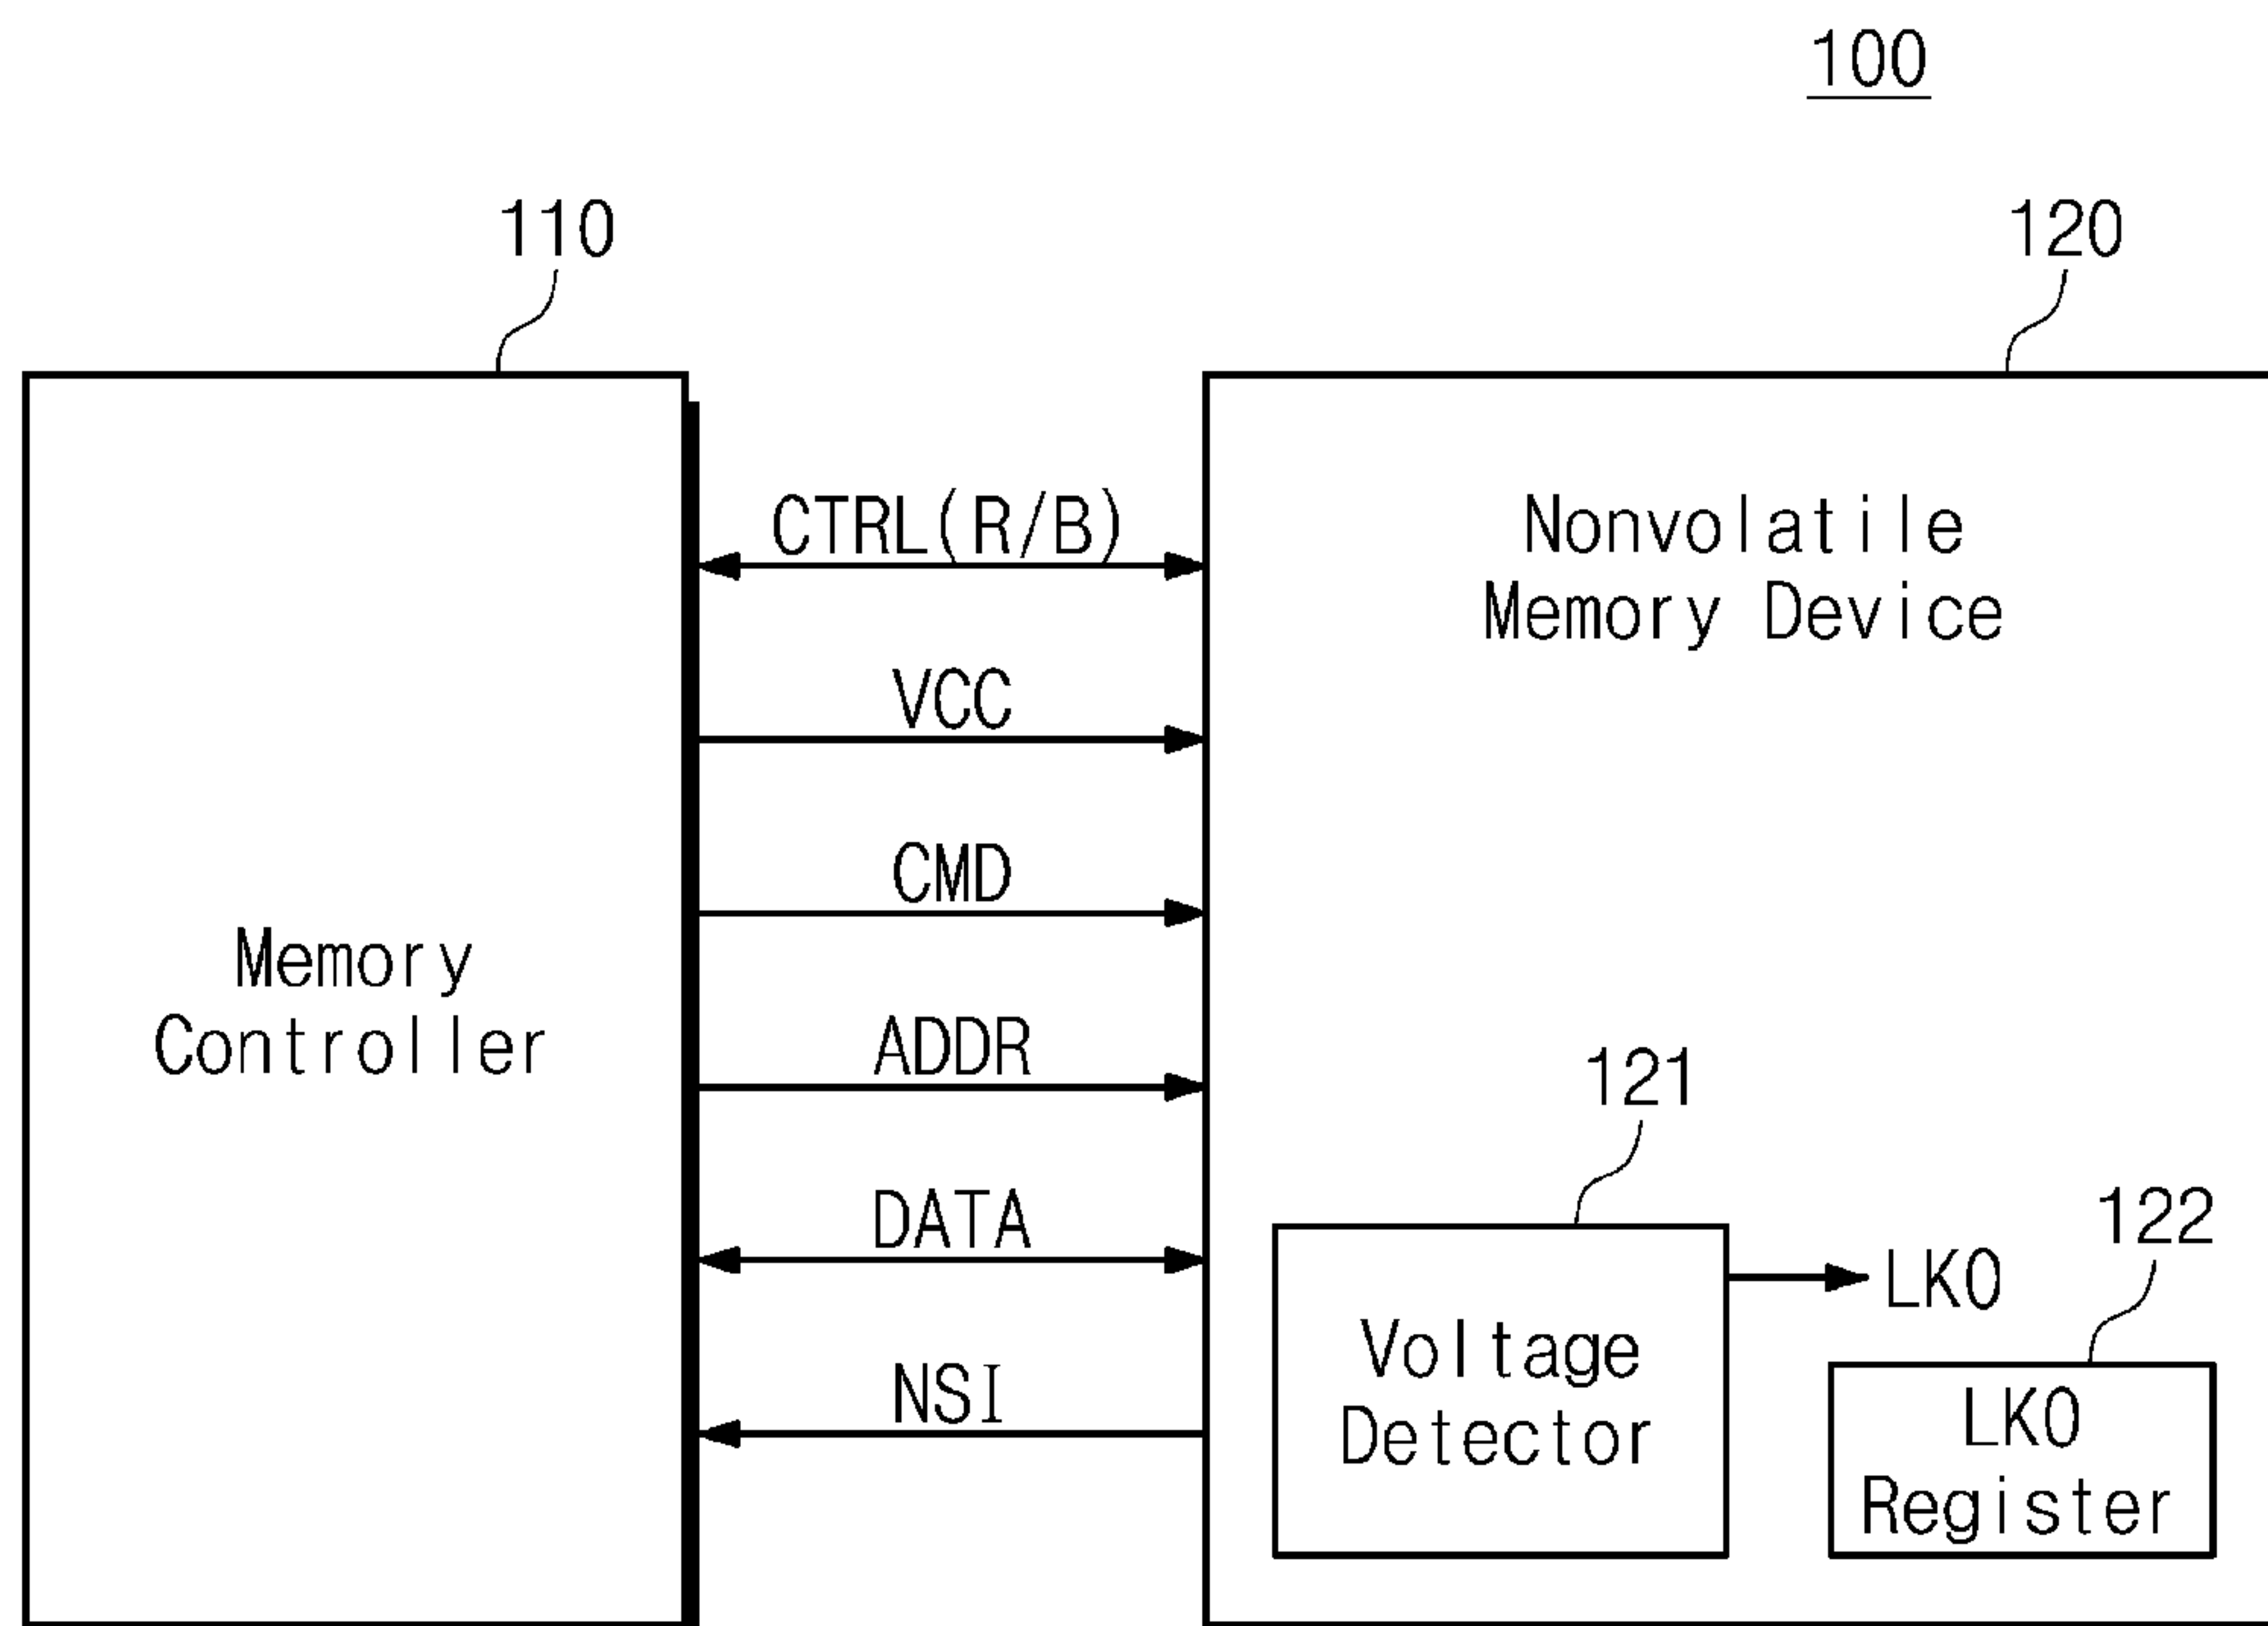 100
110
120
CTRL(R/B)
Nonvolatile
Memory Device
VCC
CMD
Memory
Controller
ADDR
121
DATA
122
LKO
Voltage
Detector
NSI
LKO
Register